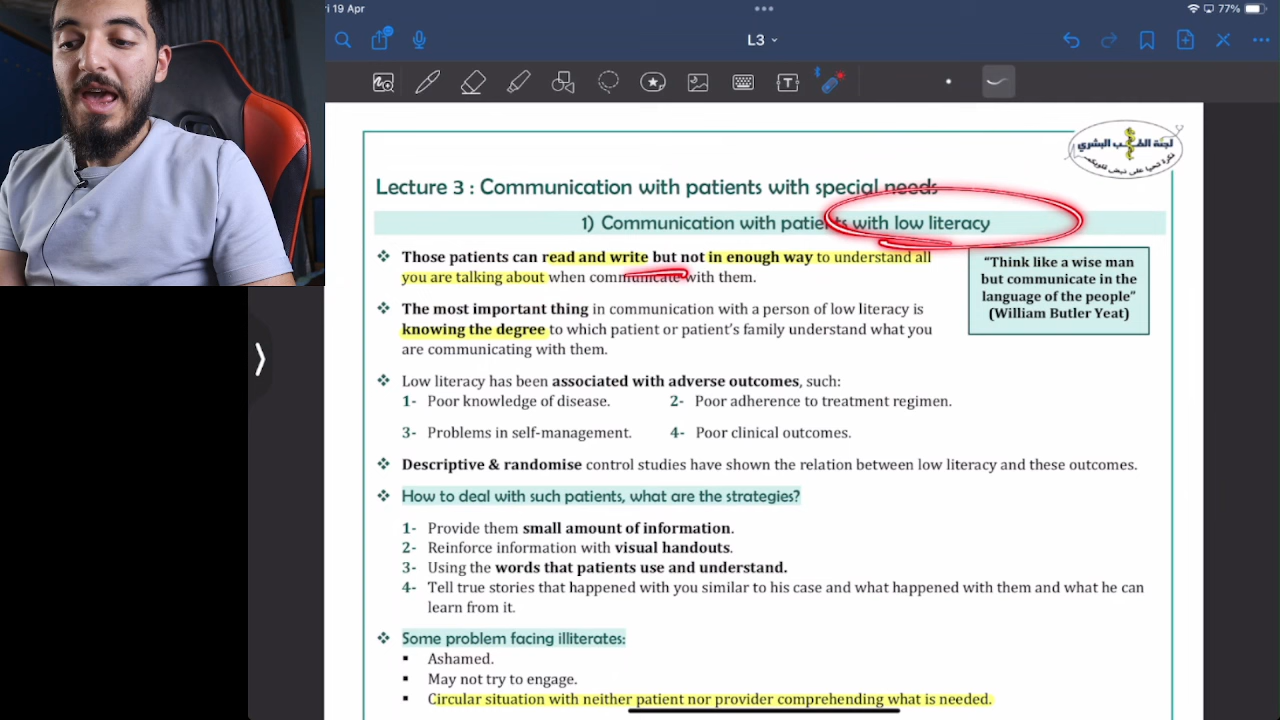 ri 19 Apr
77%
L3
لجنة الطب البشري
Lecture 3 : Communication with patients with special needs
1) Communication with patients with low literacy
❖ Those patients can read and write but not in enough way to understand all
you are talking about when communicate with them.
"Think like a wise man
but communicate in the
language of the people"
(William Butler Yeat)
❖ The most important thing in communication with a person of low literacy is
knowing the degree to which patient or patient's family understand what you
are communicating with them.
❖ Low literacy has been associated with adverse outcomes, such:
1- Poor knowledge of disease. 2- Poor adherence to treatment regimen.
3- Problems in self-management. 4- Poor clinical outcomes.
❖ Descriptive & randomise control studies have shown the relation between low literacy and these outcomes.
❖ How to deal with such patients, what are the strategies?
1- Provide them small amount of information.
2- Reinforce information with visual handouts.
3- Using the words that patients use and understand.
4- Tell true stories that happened with you similar to his case and what happened with them and what he can
learn from it.
❖ Some problem facing illiterates:
▪ Ashamed.
▪ May not try to engage.
▪ Circular situation with neither patient nor provider comprehending what is needed.